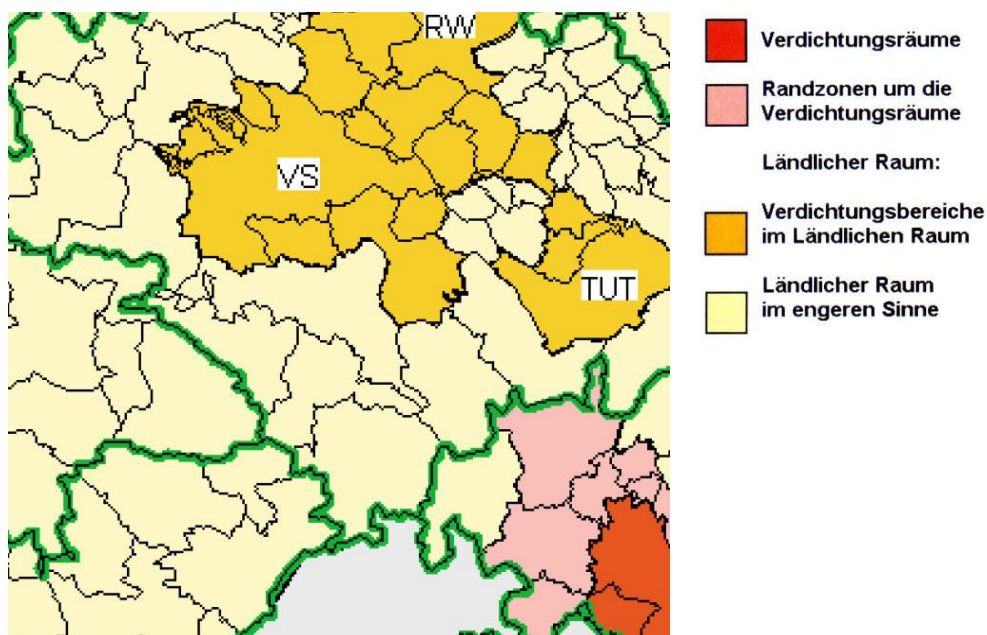 RW
VS
TUT
Verdichtungsräume
Randzonen um die
Verdichtungsräume
Ländlicher Raum:
Verdichtungsbereiche
im Ländlichen Raum
Ländlicher Raum
im engeren Sinne